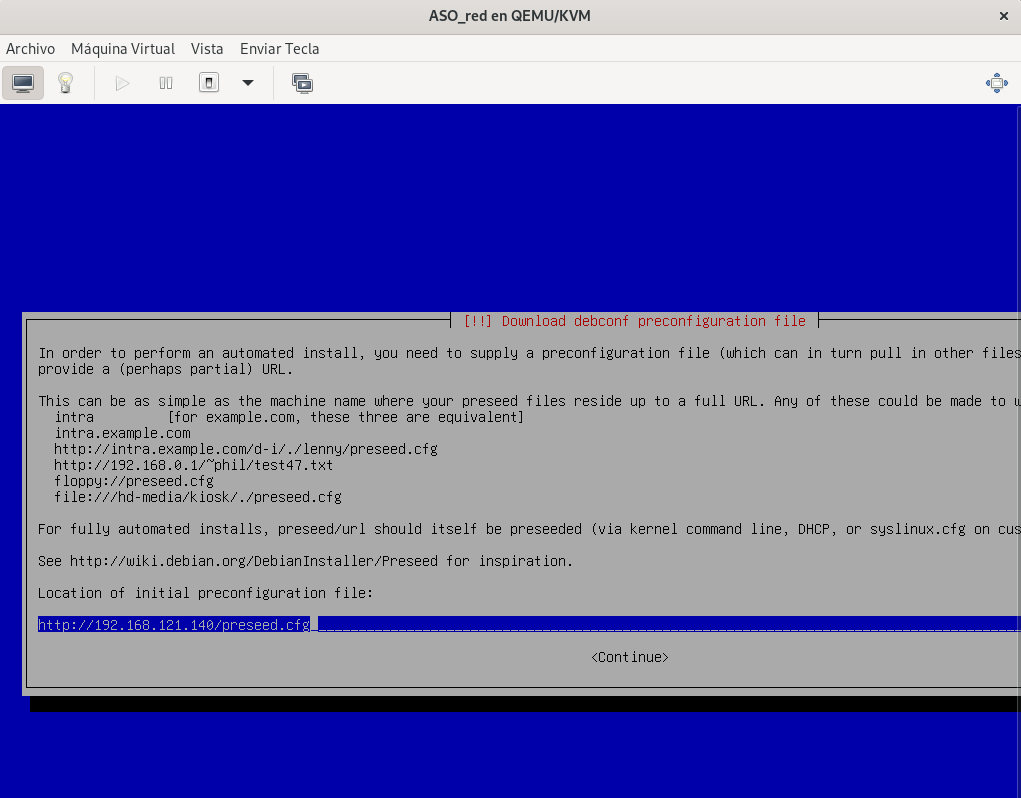 ASO_red en QEMU/KVM
Archivo Máquina Virtual Vista Enviar Tecla
[!!] Download debconf preconfiguration file
In order to perform an automated install, you need to supply a preconfiguration file (which can in turn pull in other files
provide a (perhaps partial) URL.
This can be as simple as the machine name where your preseed files reside up to a full URL. Any of these could be made to w
intra [for example.com, these three are equivalent]
intra.example.com
http://intra.example.com/d-i/./lenny/preseed.cfg
http://192.168.0.1/~phil/test47.txt
floppy://preseed.cfg
file:///hd-media/kiosk/./preseed.cfg
For fully automated installs, preseed/url should itself be preseeded (via kernel command line, DHCP, or syslinux.cfg on cus
See http://wiki.debian.org/DebianInstaller/Preseed for inspiration.
Location of initial preconfiguration file:
http://192.168.121.140/preseed.cfg
<Continue>